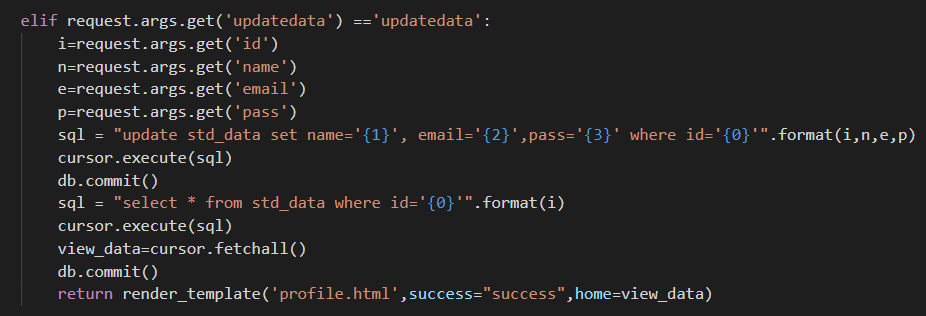 elif request.args.get('updatedata') =='updatedata':
    i=request.args.get('id')
    n=request.args.get('name')
    e=request.args.get('email')
    p=request.args.get('pass')
    sql = "update std_data set name='{1}', email='{2}',pass='{3}' where id='{0}'".format(i,n,e,p)
    cursor.execute(sql)
    db.commit()
    sql = "select * from std_data where id='{0}'".format(i)
    cursor.execute(sql)
    view_data=cursor.fetchall()
    db.commit()
    return render_template('profile.html',success="success",home=view_data)